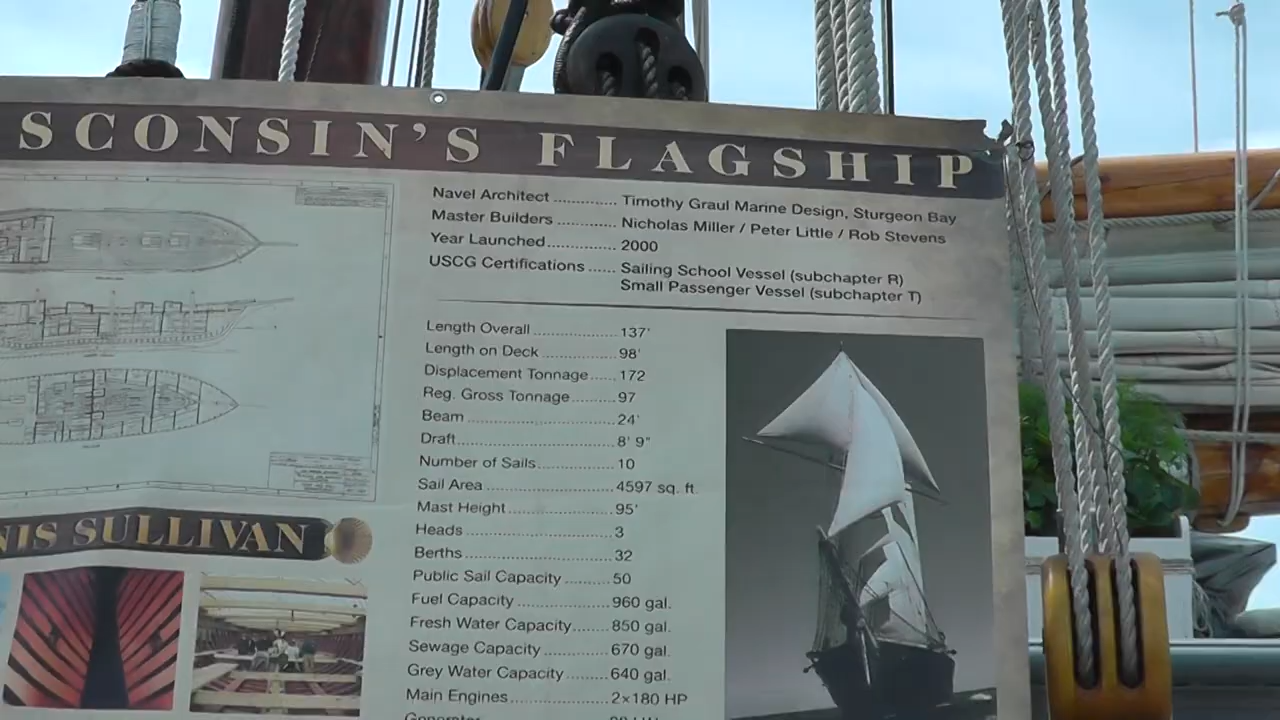 SCONSIN'S FLAGSHIP
Navel Architect ............. Timothy Graul Marine Design, Sturgeon Bay
Master Builders ............ Nicholas Miller / Peter Little / Rob Stevens
Year Launched............... 2000
USCG Certifications ...... Sailing School Vessel (subchapter R)
Small Passenger Vessel (subchapter T)
Length Overall ................... 137'
Length on Deck ................. 98'
Displacement Tonnage...... 172
Reg. Gross Tonnage.......... 97
Beam ................................... 24'
Draft..................................... 8' 9"
Number of Sails.................. 10
Sail Area ............................. 4597 sq. ft.
Mast Height ........................ 95'
Heads .................................. 3
Berths .................................. 32
Public Sail Capacity .......... 50
Fuel Capacity ..................... 960 gal.
Fresh Water Capacity........ 850 gal.
Sewage Capacity ............... 670 gal.
Grey Water Capacity ......... 640 gal.
Main Engines ..................... 2×180 HP
NIS SULLIVAN